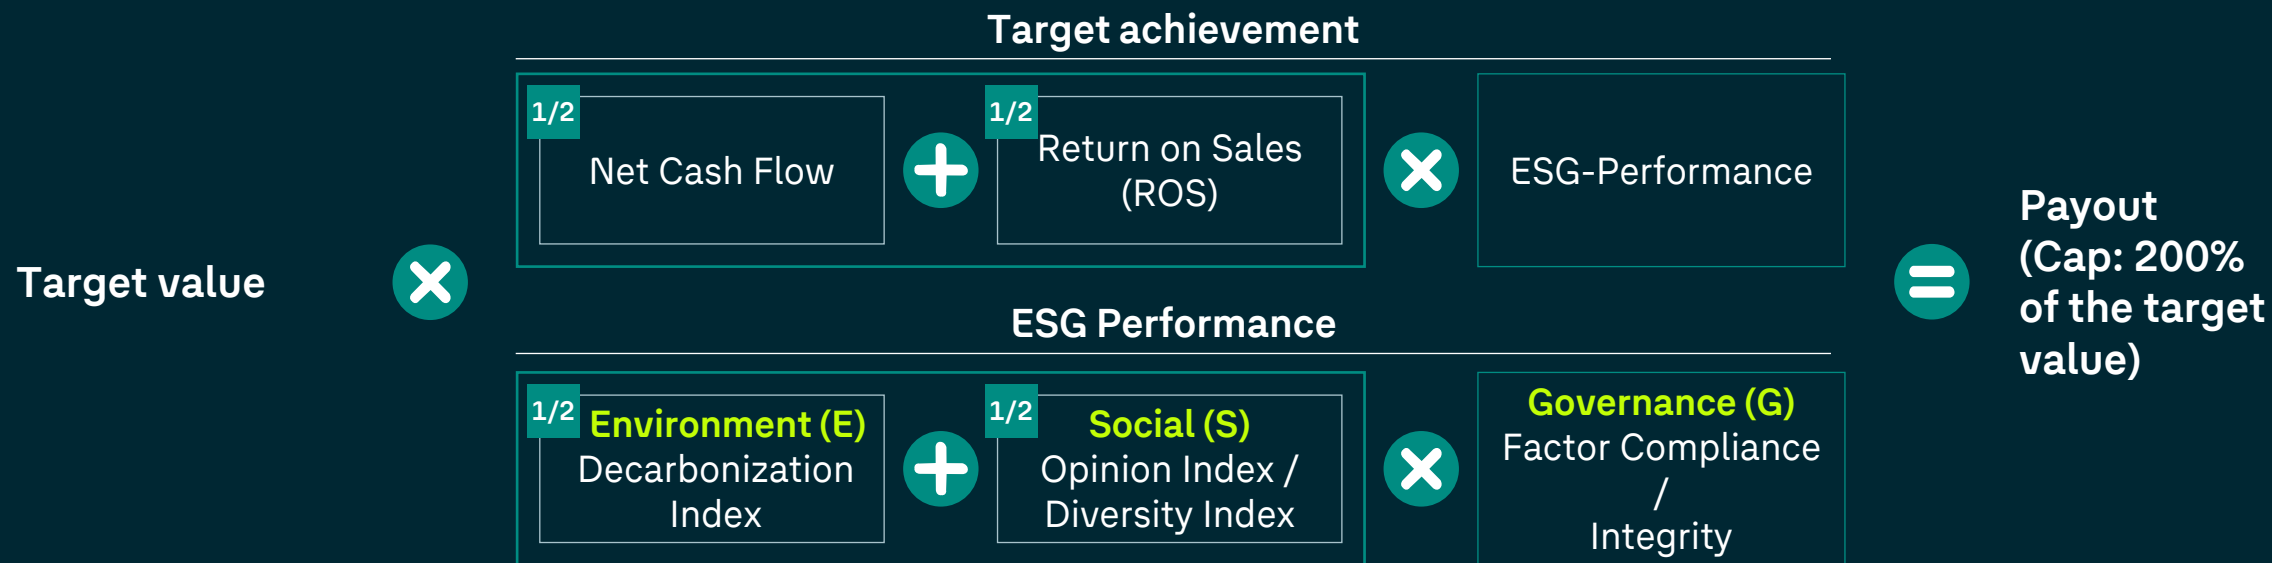 Target achievement
1/2
Net Cash Flow
1/2
Return on Sales
(ROS)
ESG-Performance
Target value
Payout
(Cap: 200%
of the target
value)
ESG Performance
1/2
Environment (E)
Decarbonization
Index
1/2
Social (S)
Opinion Index /
Diversity Index
Governance (G)
Factor Compliance
/
Integrity